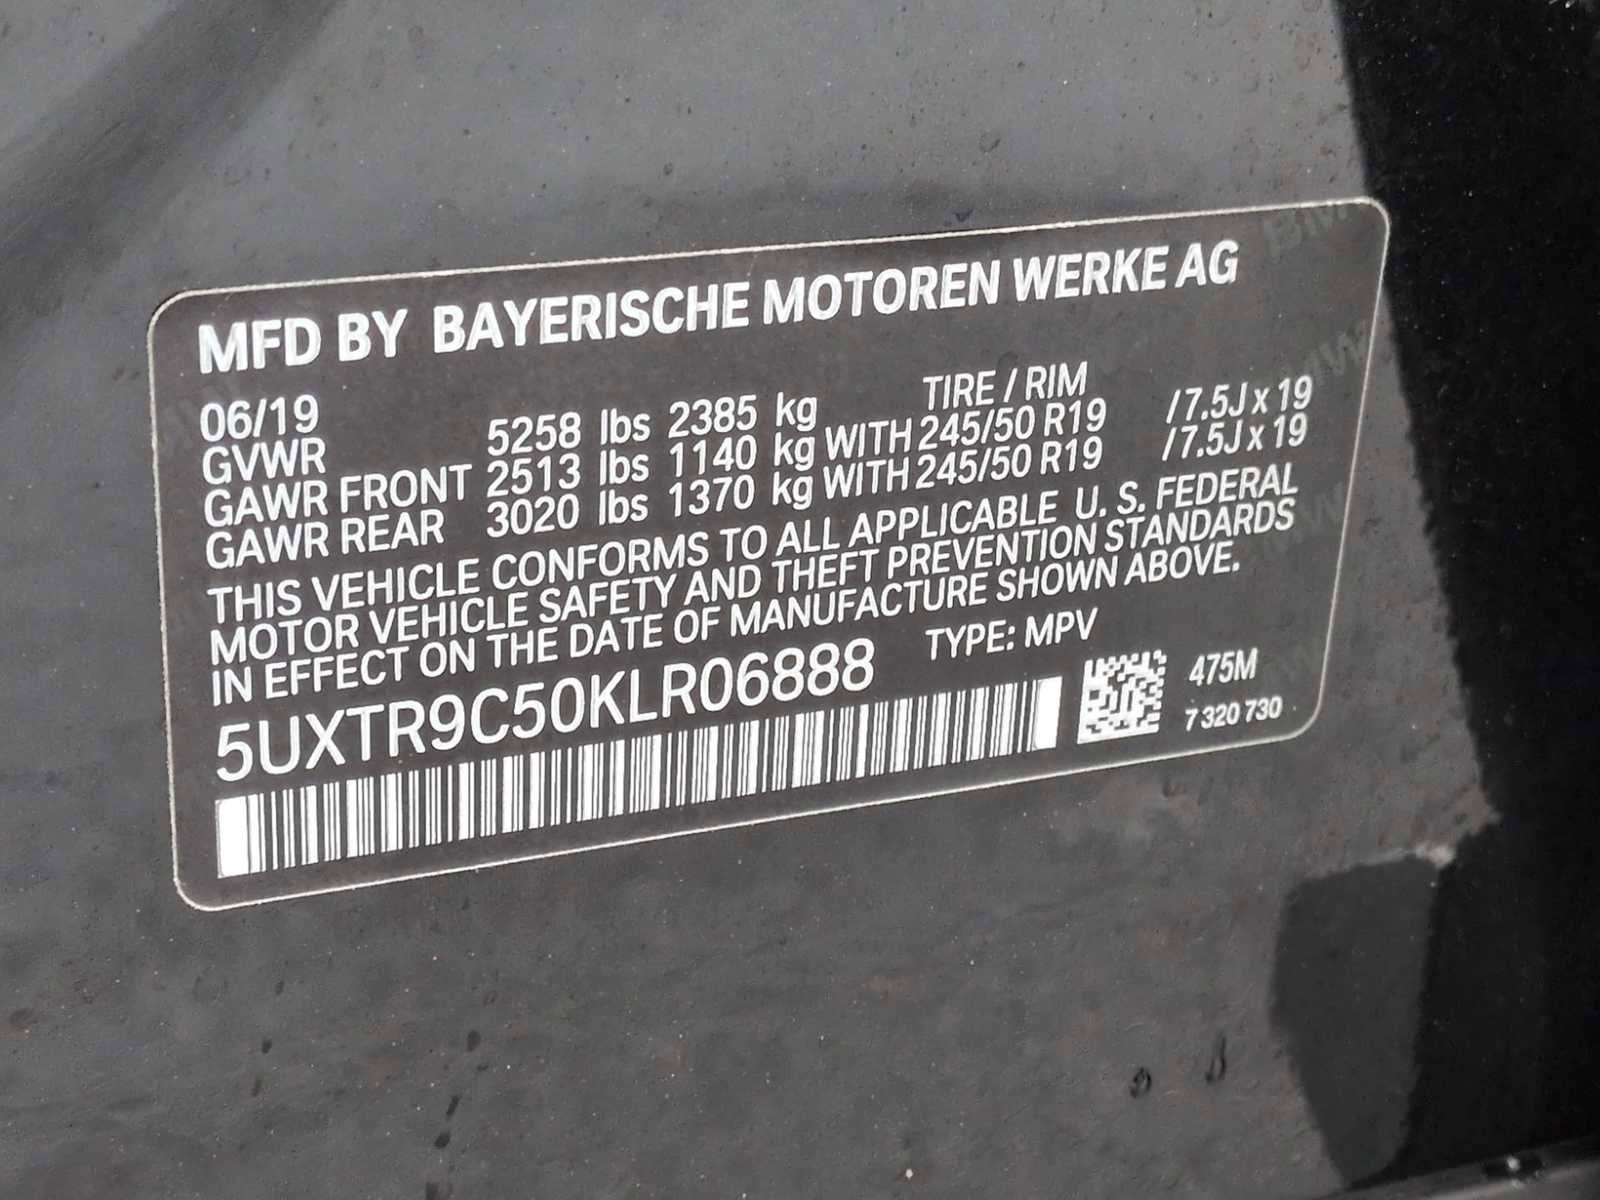 MFD BY BAYERISCHE MOTOREN WERKE AG
06/19 TIRE / RIM
GVWR 5258 lbs 2385 kg
GAWR FRONT 2513 lbs 1140 kg WITH 245/50 R19 / 7.5J x 19
GAWR REAR 3020 lbs 1370 kg WITH 245/50 R19 / 7.5J x 19
THIS VEHICLE CONFORMS TO ALL APPLICABLE U. S. FEDERAL
MOTOR VEHICLE SAFETY AND THEFT PREVENTION STANDARDS
IN EFFECT ON THE DATE OF MANUFACTURE SHOWN ABOVE.
5UXTR9C50KLR06888 TYPE: MPV
475M
7 320 730